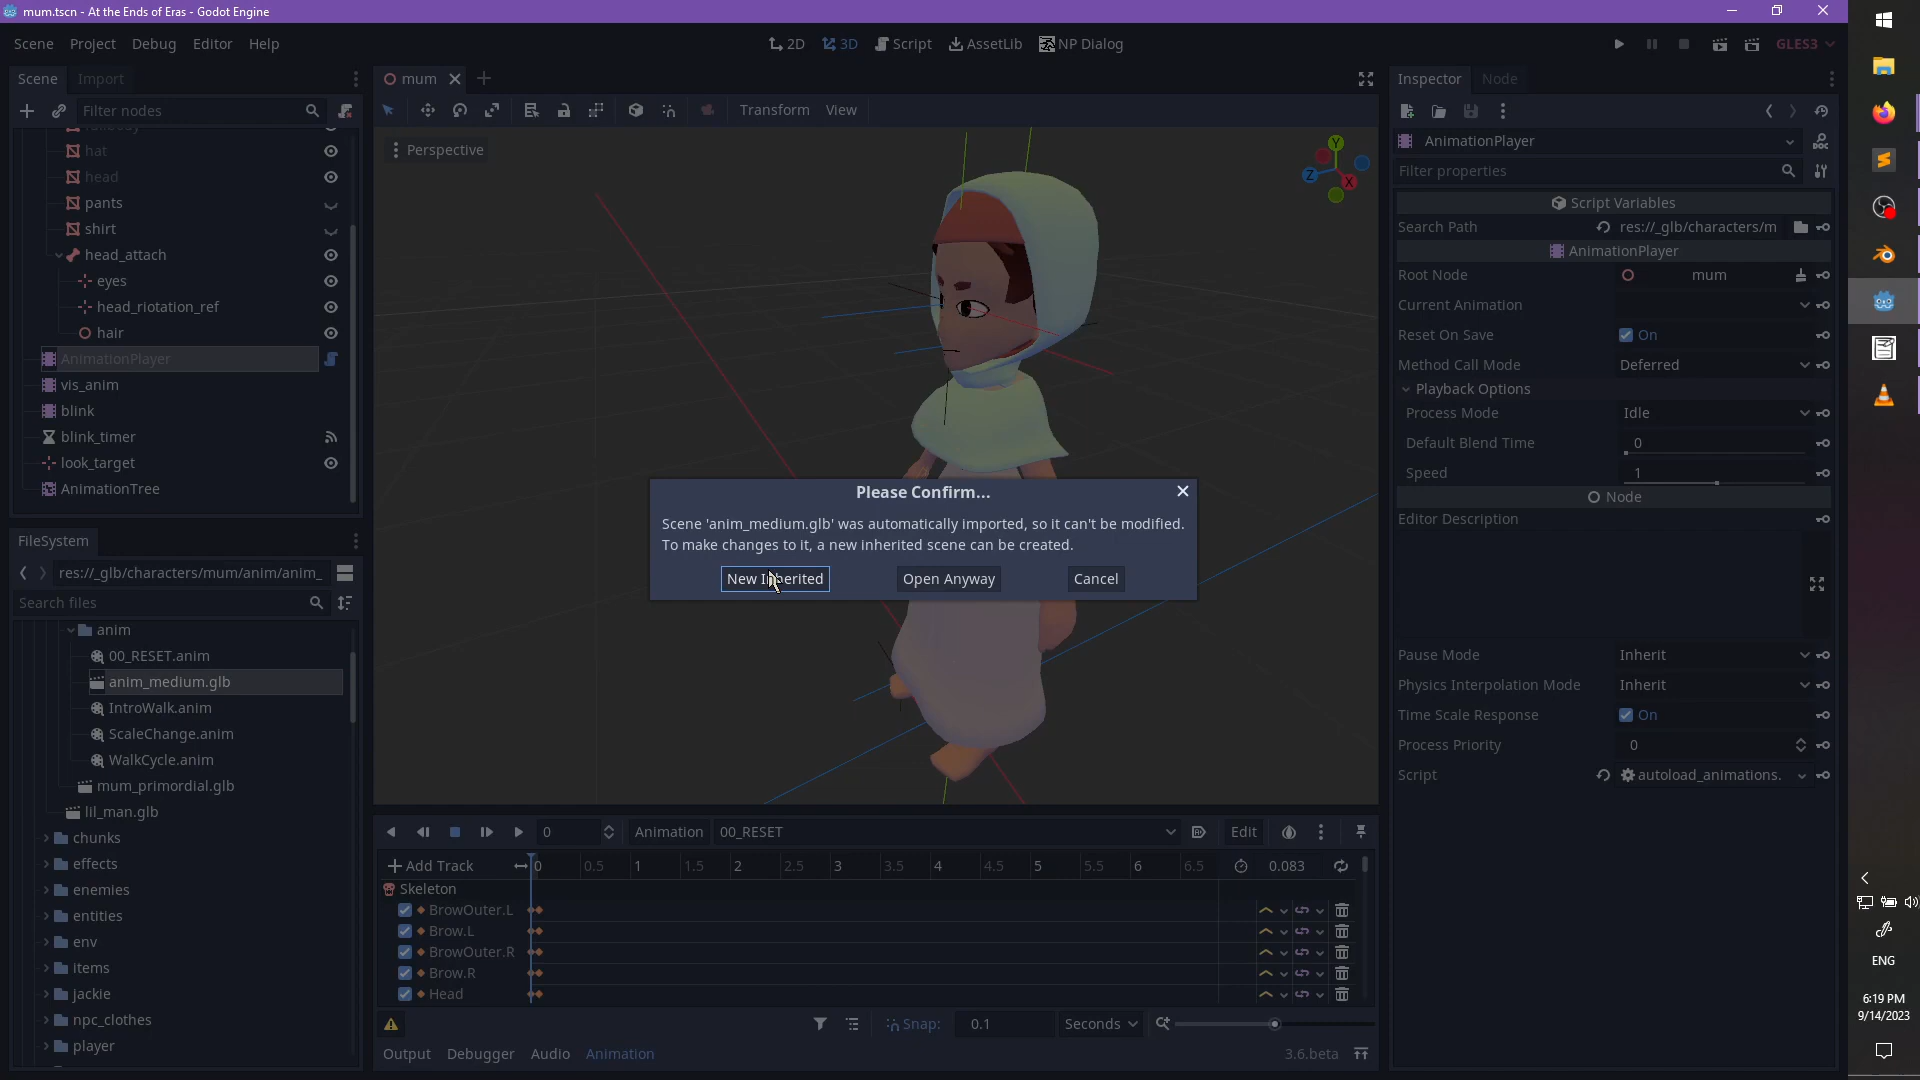 mum.tscn - At the Ends of Eras - Godot Engine
Scene Project Debug Editor Help
2D 3D Script AssetLib NP Dialog
GLES3
Scene Import
Filter nodes
hat
head
pants
shirt
head_attach
eyes
head_riotation_ref
hair
AnimationPlayer
vis_anim
blink
blink_timer
look_target
AnimationTree
FileSystem
res://_glb/characters/mum/anim/anim_
Search files
anim
00_RESET.anim
anim_medium.glb
IntroWalk.anim
ScaleChange.anim
WalkCycle.anim
mum_primordial.glb
lil_man.glb
chunks
effects
enemies
entities
env
items
jackie
npc_clothes
player
mum
Transform View
Perspective
Y
Z
X
Please Confirm...
Scene 'anim_medium.glb' was automatically imported, so it can't be modified.
To make changes to it, a new inherited scene can be created.
New Inherited Open Anyway Cancel
0 Animation 00_RESET Edit
Add Track 0 0.5 1 1.5 2 2.5 3 3.5 4 4.5 5 5.5 6 6.5 0.083
Skeleton
BrowOuter.L
Brow.L
BrowOuter.R
Brow.R
Head
Snap: 0.1 Seconds
Output Debugger Audio Animation 3.6.beta
Inspector Node
AnimationPlayer
DOC
Filter properties
Script Variables
Search Path res://_glb/characters/m
AnimationPlayer
Root Node mum
Current Animation
Reset On Save On
Method Call Mode Deferred
Playback Options
Process Mode Idle
Default Blend Time 0
Speed 1
Node
Editor Description
Pause Mode Inherit
Physics Interpolation Mode Inherit
Time Scale Response On
Process Priority 0
Script autoload_animations.
ENG
6:19 PM
9/14/2023